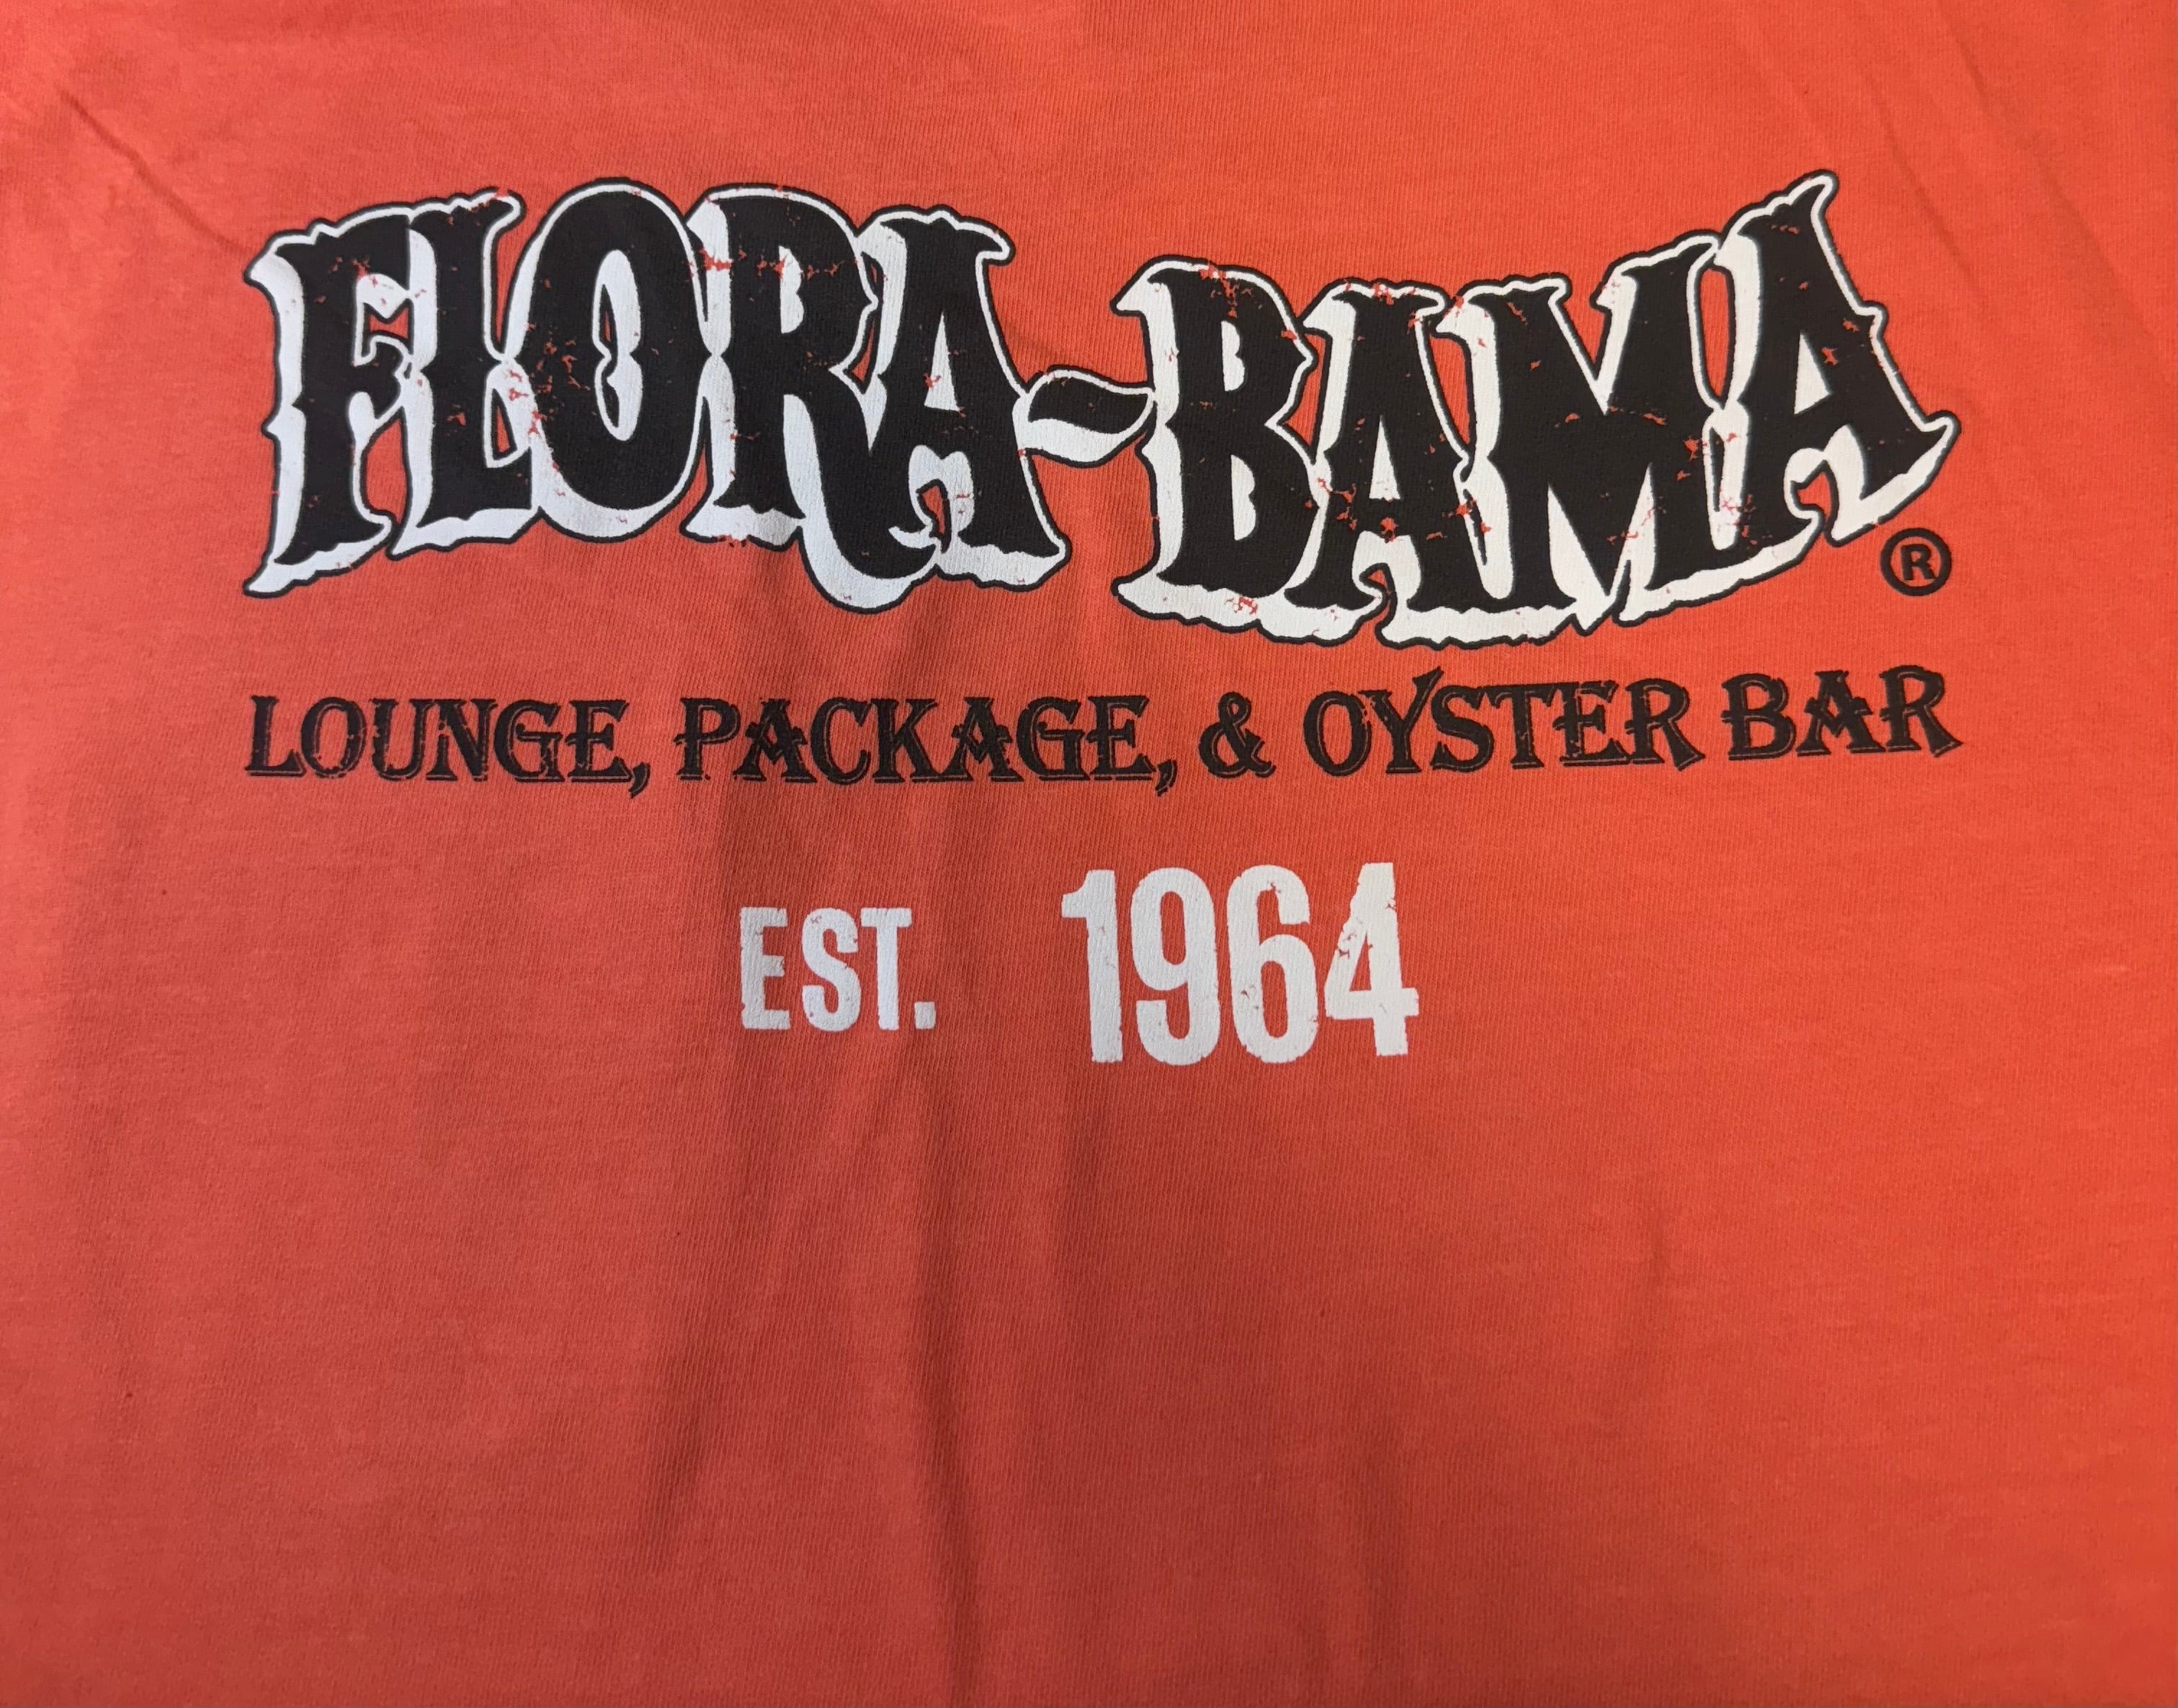 FLORA-BAMA®
LOUNGE, PACKAGE, & OYSTER BAR
EST. 1964